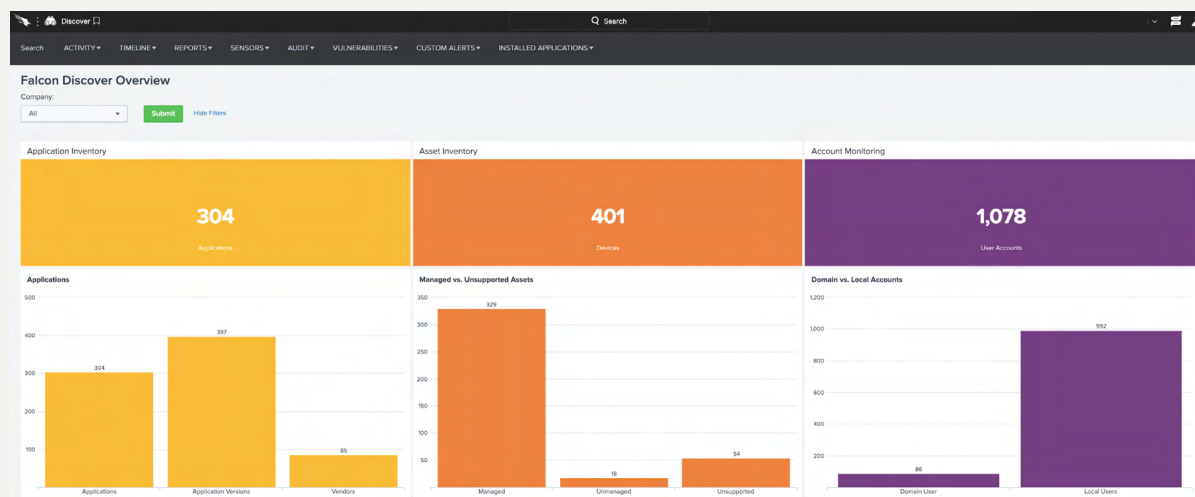 Discover
Search
Search ACTIVITY TIMELINE REPORTS SENSORS AUDIT VULNERABILITIES CUSTOM ALERTS INSTALLED APPLICATIONS
Falcon Discover Overview
Company:
All Submit Hide Filters
Application Inventory
304
Applications
Asset Inventory
401
Devices
Account Monitoring
1,078
User Accounts
Applications
500
400
300
200
100
304
397
85
Applications Application Versions Vendors
Managed vs. Unsupported Assets
350
300
250
200
150
100
50
329
18
54
Managed Unmanaged Unsupported
Domain vs. Local Accounts
1,200
1,000
800
600
400
200
86
992
Domain User Local Users